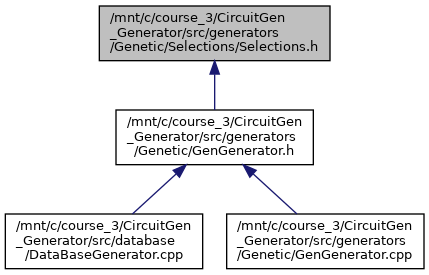 /mnt/c/course_3/CircuitGen
_Generator/src/generators
/Genetic/Selections/Selections.h
/mnt/c/course_3/CircuitGen
_Generator/src/generators
/Genetic/GenGenerator.h
/mnt/c/course_3/CircuitGen
_Generator/src/database
/DataBaseGenerator.cpp
/mnt/c/course_3/CircuitGen
_Generator/src/generators
/Genetic/GenGenerator.cpp